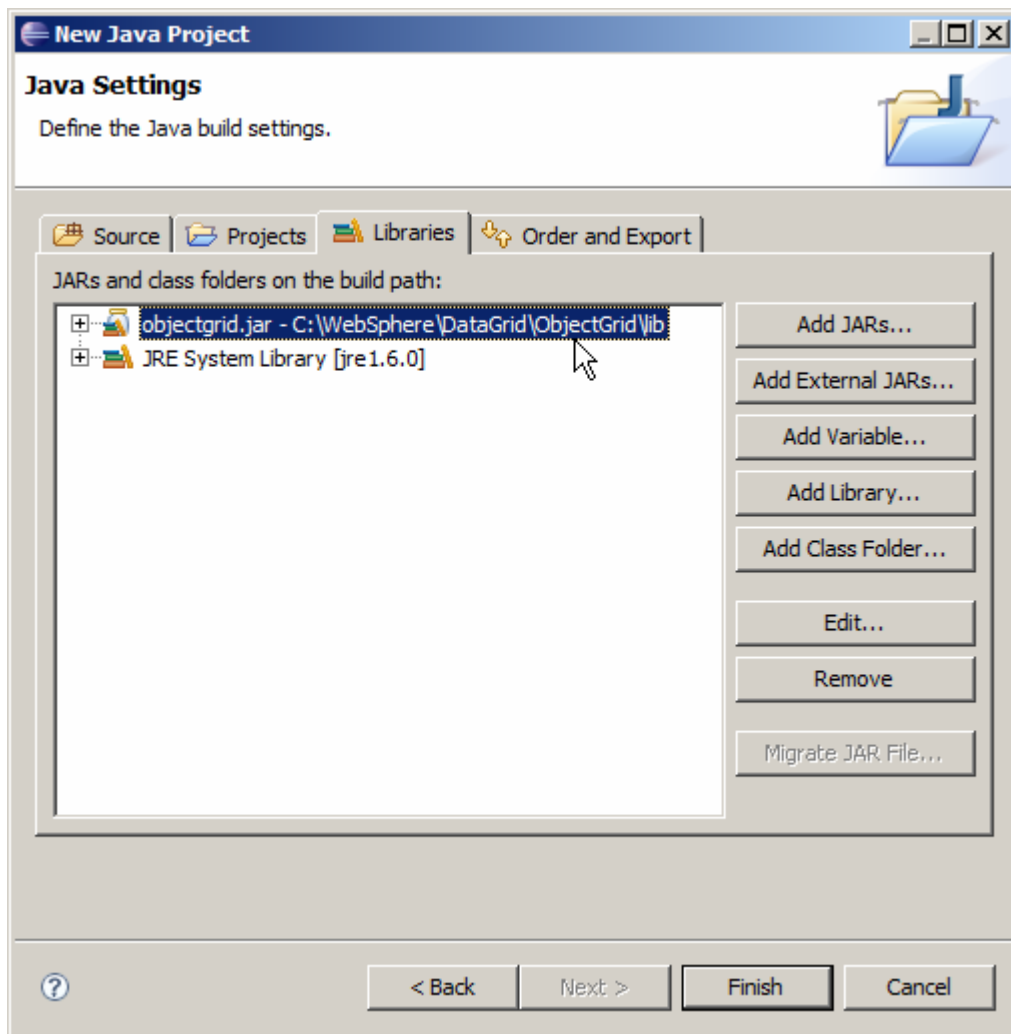 New Java Project
Java Settings
Define the Java build settings.
Source Projects Libraries Order and Export
JARs and class folders on the build path:
objectgrid.jar - C:\WebSphere\DataGrid\ObjectGrid\lib
JRE System Library [jre1.6.0]
Add JARs...
Add External JARs...
Add Variable...
Add Library...
Add Class Folder...
Edit...
Remove
Migrate JAR File...
? < Back Next > Finish Cancel